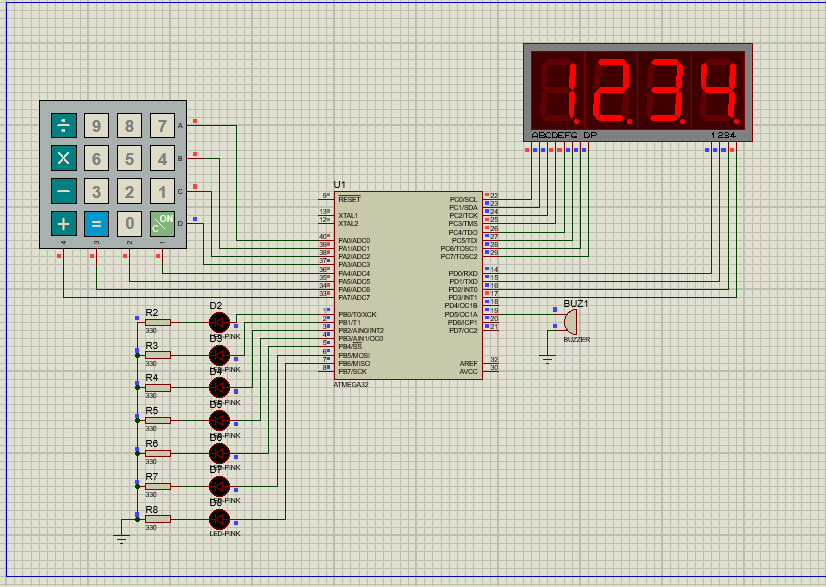 1234
ABCDEFG DP
1234
÷ 9 8 7 A
× 6 5 4 B
− 3 2 1 C
+ = 0 ON C D
4 3 2 1
U1
9 RESET
13 XTAL1
12 XTAL2
40 PA0/ADC0
39 PA1/ADC1
38 PA2/ADC2
37 PA3/ADC3
36 PA4/ADC4
35 PA5/ADC5
34 PA6/ADC6
33 PA7/ADC7
1 PB0/T0/XCK
2 PB1/T1
3 PB2/AIN0/INT2
4 PB3/AIN1/OC0
5 PB4/SS
6 PB5/MOSI
7 PB6/MISO
8 PB7/SCK
PC0/SCL 22
PC1/SDA 23
PC2/TCK 24
PC3/TMS 25
PC4/TDO 26
PC5/TDI 27
PC6/TOSC1 28
PC7/TOSC2 29
PD0/RXD 14
PD1/TXD 15
PD2/INT0 16
PD3/INT1 17
PD4/OC1B 18
PD5/OC1A 19
PD6/ICP1 20
PD7/OC2 21
AREF 32
AVCC 30
ATMEGA32
BUZ1
BUZZER
R2
330
D2
LED-PINK
R3
330
D3
LED-PINK
R4
330
D4
LED-PINK
R5
330
D5
LED-PINK
R6
330
D6
LED-PINK
R7
330
D7
LED-PINK
R8
330
D8
LED-PINK